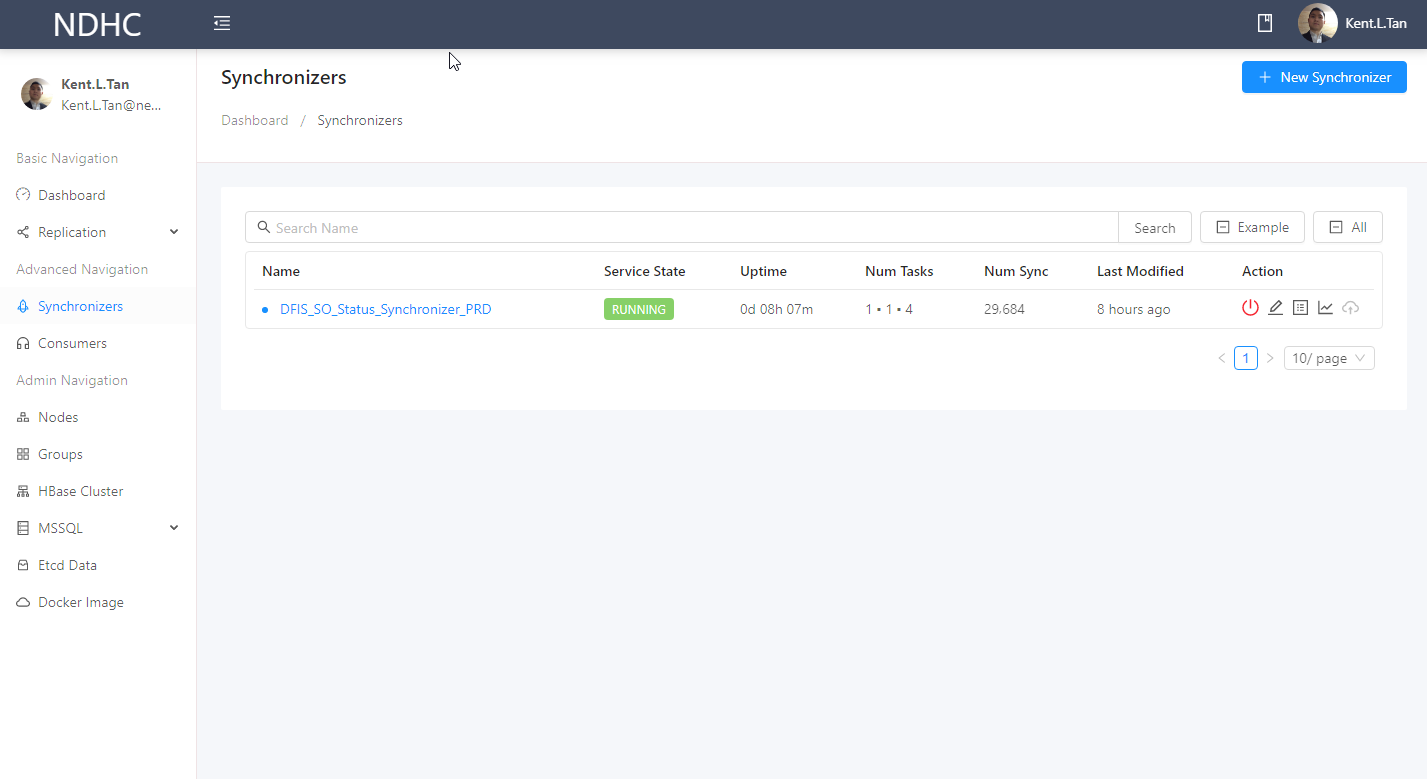 NDHC
Kent.L.Tan
Kent.L.Tan
Kent.L.Tan@ne...
Basic Navigation
Dashboard
Replication
Advanced Navigation
Synchronizers
Consumers
Admin Navigation
Nodes
Groups
HBase Cluster
MSSQL
Etcd Data
Docker Image
Synchronizers
+ New Synchronizer
Dashboard / Synchronizers
Search Name Search Example All
Name Service State Uptime Num Tasks Num Sync Last Modified Action
DFIS_SO_Status_Synchronizer_PRD RUNNING 0d 08h 07m 1 • 1 • 4 29,684 8 hours ago
< 1 > 10/ page